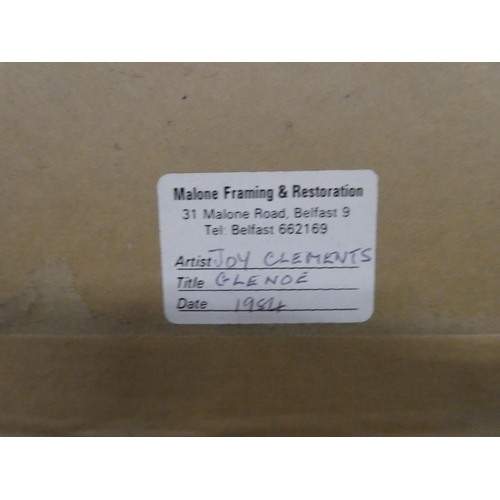 Malone Framing & Restoration
31 Malone Road, Belfast 9
Tel: Belfast 662169
Artist JOY CLEMENTS
Title GLENOE
Date 1984